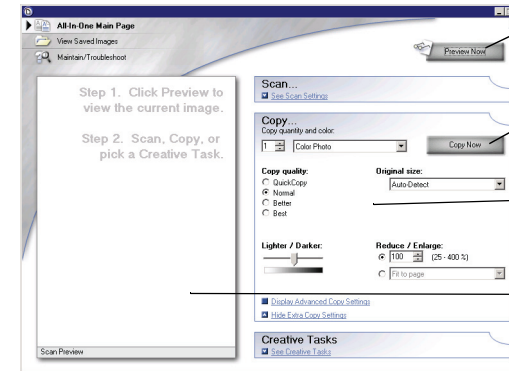 All-In-One Main Page
View Saved Images
Maintain/Troubleshoot
Preview Now
Step 1. Click Preview to
view the current image.
Step 2. Scan, Copy, or
pick a Creative Task.
Scan Preview
Scan...
See Scan Settings
Copy...
Copy quantity and color:
1 Color Photo Copy Now
Copy quality: Original size:
QuickCopy Auto-Detect
Normal
Better
Best
Lighter / Darker: Reduce / Enlarge:
100 (25 - 400 %)
Fit to page
Display Advanced Copy Settings
Hide Extra Copy Settings
Creative Tasks
See Creative Tasks